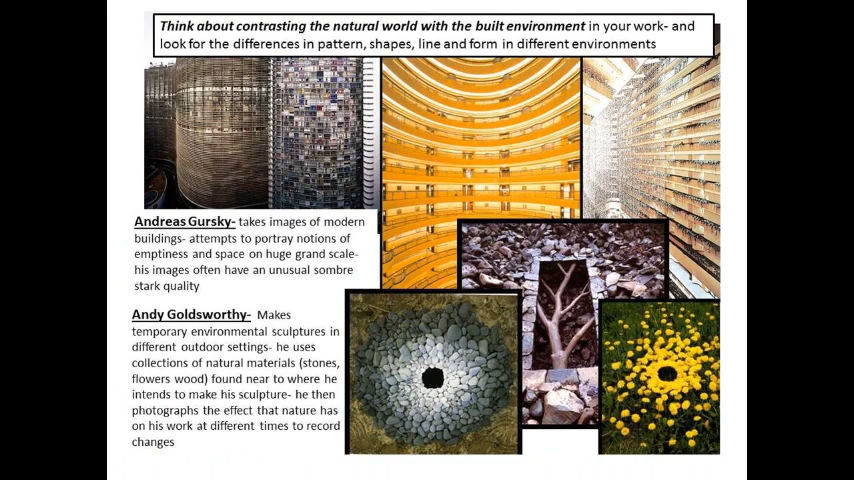 Think about contrasting the natural world with the built environment in your work- and
look for the differences in pattern, shapes, line and form in different environments
Andreas Gursky- takes images of modern
buildings- attempts to portray notions of
emptiness and space on huge grand scale-
his images often have an unusual sombre
stark quality
Andy Goldsworthy- Makes
temporary environmental sculptures in
different outdoor settings- he uses
collections of natural materials (stones,
flowers wood) found near to where he
intends to make his sculpture- he then
photographs the effect that nature has
on his work at different times to record
changes